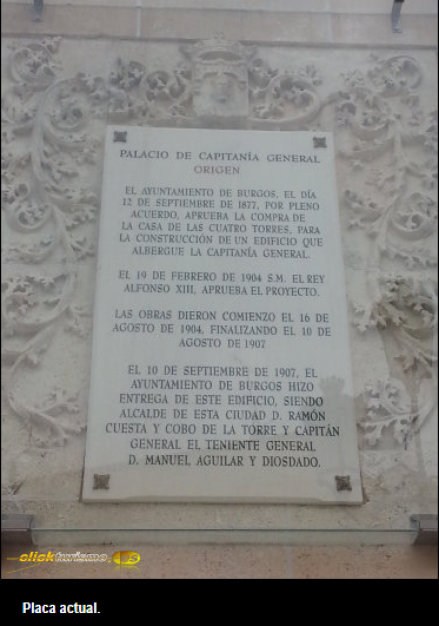 PALACIO DE CAPITANÍA GENERAL
ORIGEN
EL AYUNTAMIENTO DE BURGOS, EL DÍA
12 DE SEPTIEMBRE DE 1877, POR PLENO
ACUERDO, APRUEBA LA COMPRA DE
LA CASA DE LAS CUATRO TORRES, PARA
LA CONSTRUCCIÓN DE UN EDIFICIO QUE
ALBERGUE LA CAPITANÍA GENERAL.
EL 19 DE FEBRERO DE 1904 S.M. EL REY
ALFONSO XIII, APRUEBA EL PROYECTO.
LAS OBRAS DIERON COMIENZO EL 16 DE
AGOSTO DE 1904, FINALIZANDO EL 10 DE
AGOSTO DE 1907
EL 10 DE SEPTIEMBRE DE 1907, EL
AYUNTAMIENTO DE BURGOS HIZO
ENTREGA DE ESTE EDIFICIO, SIENDO
ALCALDE DE ESTA CIUDAD D. RAMÓN
CUESTA Y COBO DE LA TORRE Y CAPITÁN
GENERAL EL TENIENTE GENERAL
D. MANUEL AGUILAR Y DIOSDADO.
clickturismo.es
Placa actual.